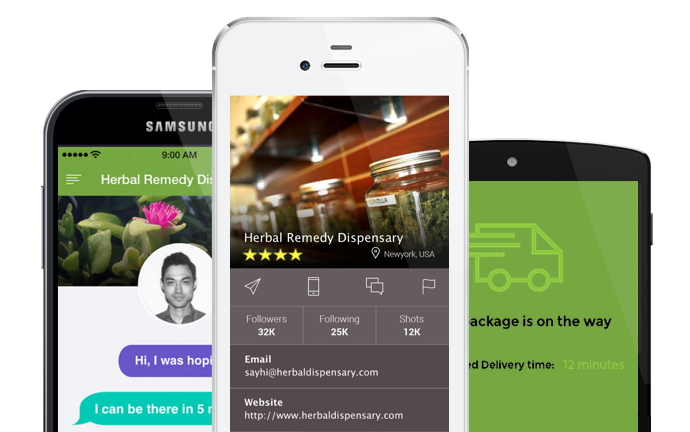 SAMSUNG
9:00 AM
Herbal Remedy Dis
Hi, I was hopi
I can be there in 5 m
Herbal Remedy Dispensary
Newyork, USA
Followers
32K
Following
25K
Shots
12K
Email
sayhi@herbaldispensary.com
Website
http://www.herbaldispensary.com
package is on the way
ed Delivery time: 12 minutes